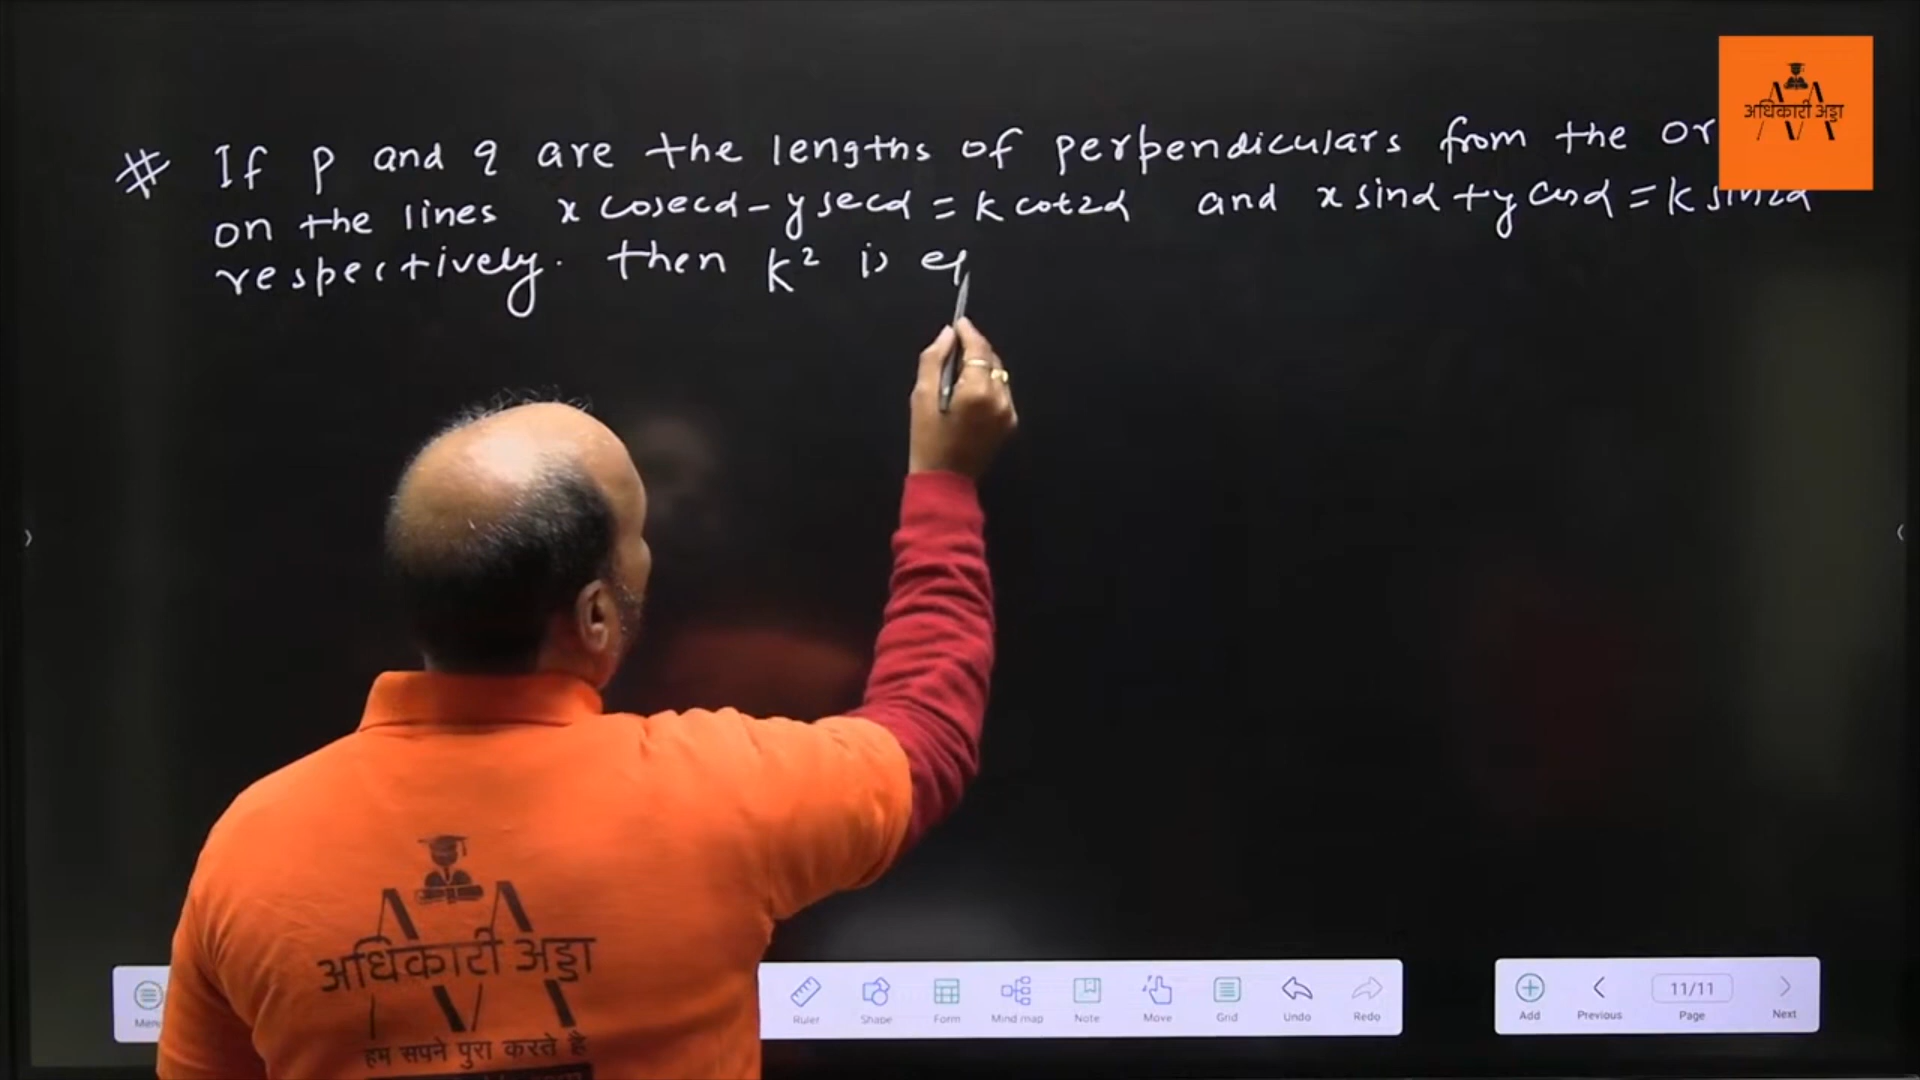 अधिकारी अड्डा
# If p and q are the lengths of perpendiculars from the
on the lines x cosecα - y secα = k cot2α and x sinα + y cosα = k sin2α
respectively. then k² is eq
अधिकारी अड्डा
हम सपने पुरा करते है
Ruler Shape Form Mind map Note Move Grid Undo Redo
Add Previous 11/11 Page Next